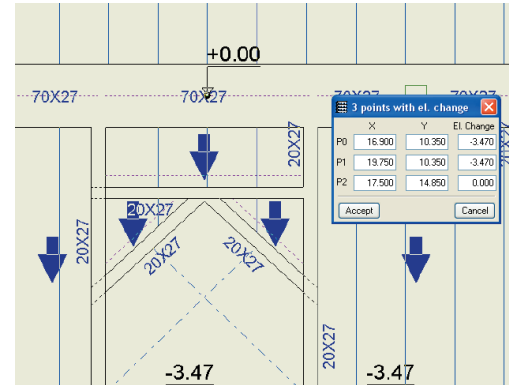 +0.00
70X27
70X27
70X27
3 points with el. change
X Y El. Change
P0 16.900 10.350 -3.470
P1 19.750 10.350 -3.470
P2 17.500 14.850 0.000
Accept Cancel
20X27
20X27
20X27
20X27
20X27
20X27
20X27
-3.47
-3.47